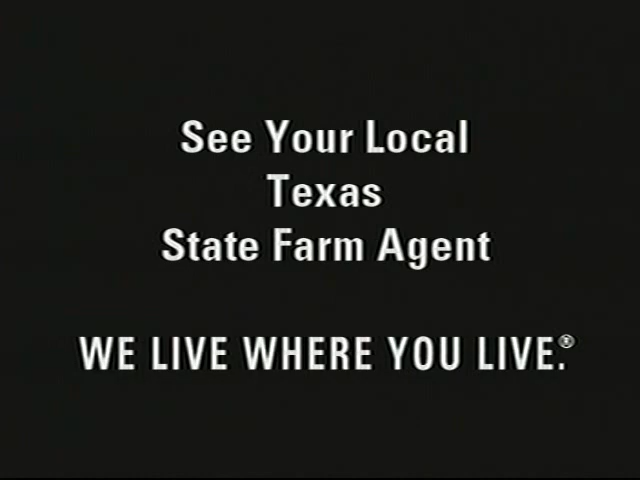 See Your Local
Texas
State Farm Agent
WE LIVE WHERE YOU LIVE.®